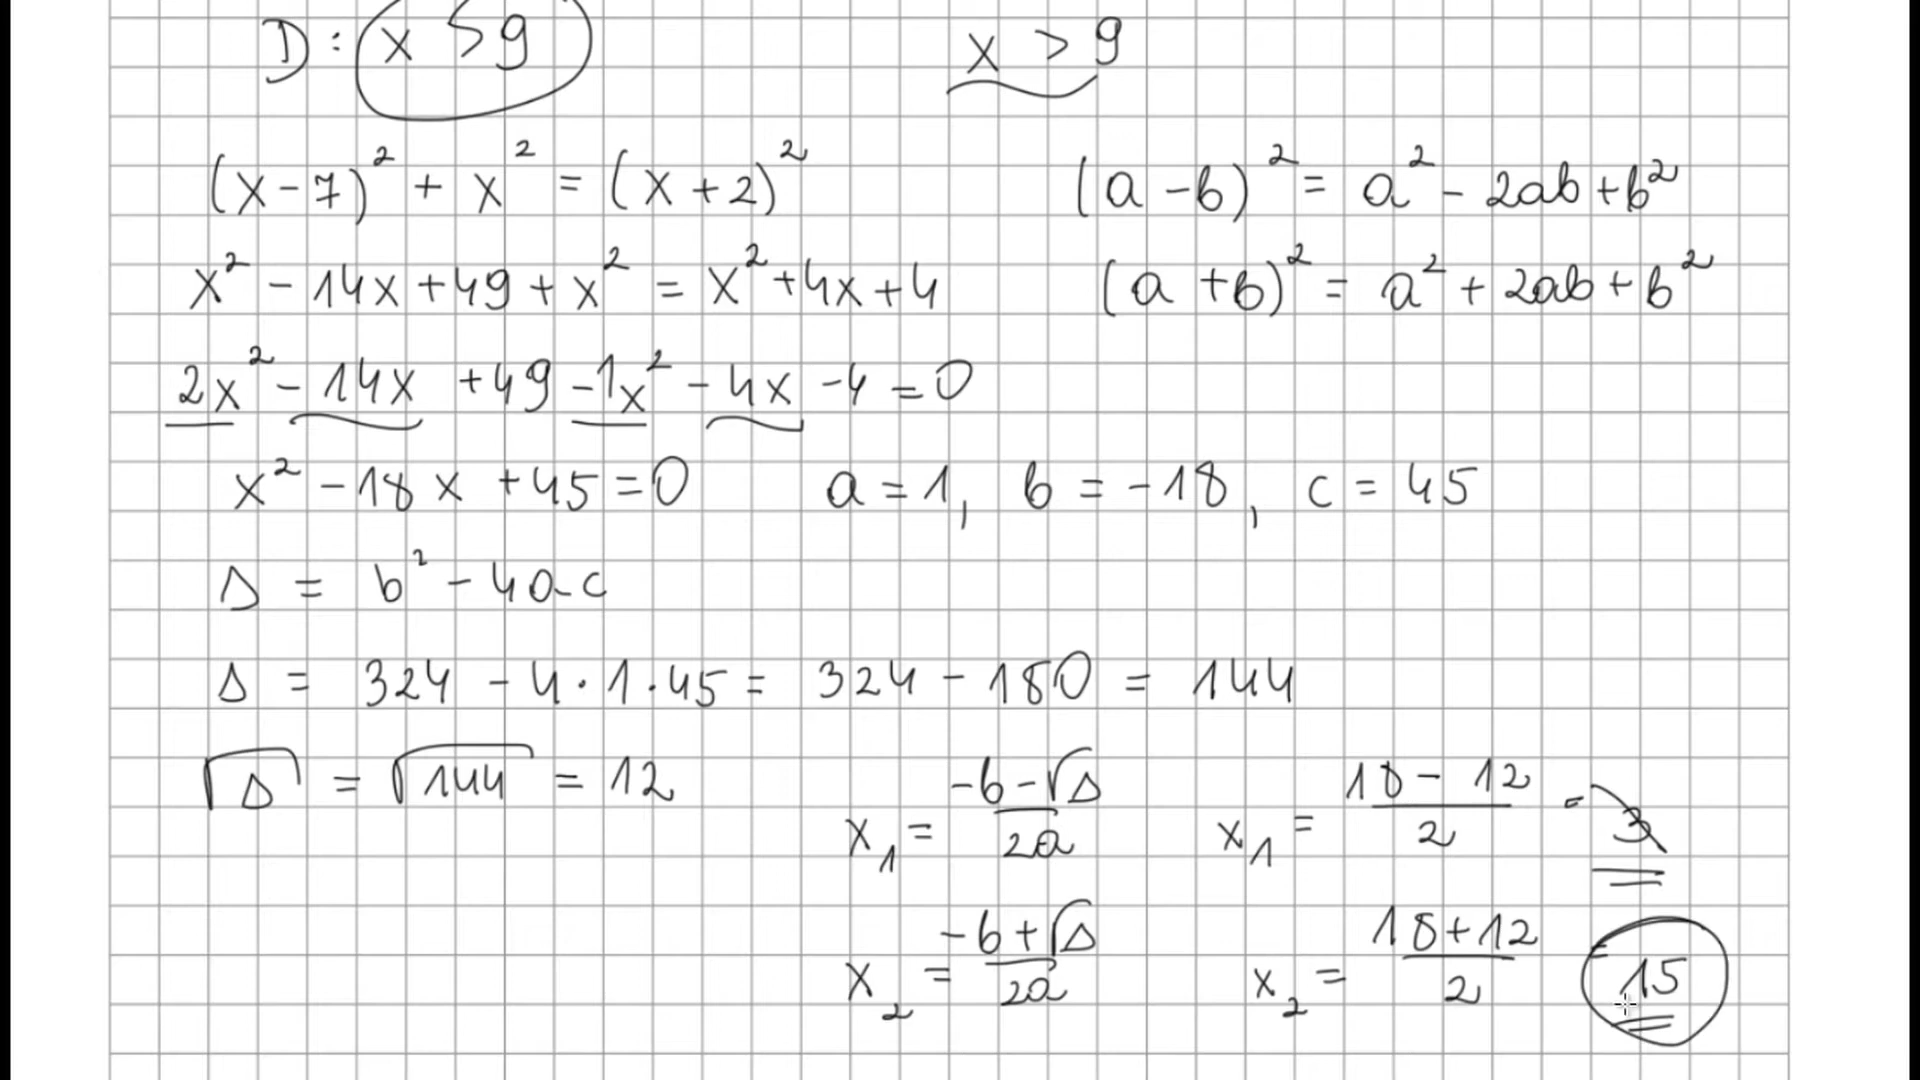 D: x > 9
x > 9
(x-7)² + x² = (x+2)²
(a-b)² = a² - 2ab + b²
x² - 14x + 49 + x² = x² + 4x + 4
(a+b)² = a² + 2ab + b²
2x² - 14x + 49 - 1x² - 4x - 4 = 0
x² - 18x + 45 = 0
a = 1, b = -18, c = 45
Δ = b² - 4ac
Δ = 324 - 4·1·45 = 324 - 180 = 144
√Δ = √144 = 12
x₁ = (-b-√Δ)/2a
x₁ = (18-12)/2 = 3
x₂ = (-b+√Δ)/2a
x₂ = (18+12)/2 = 15